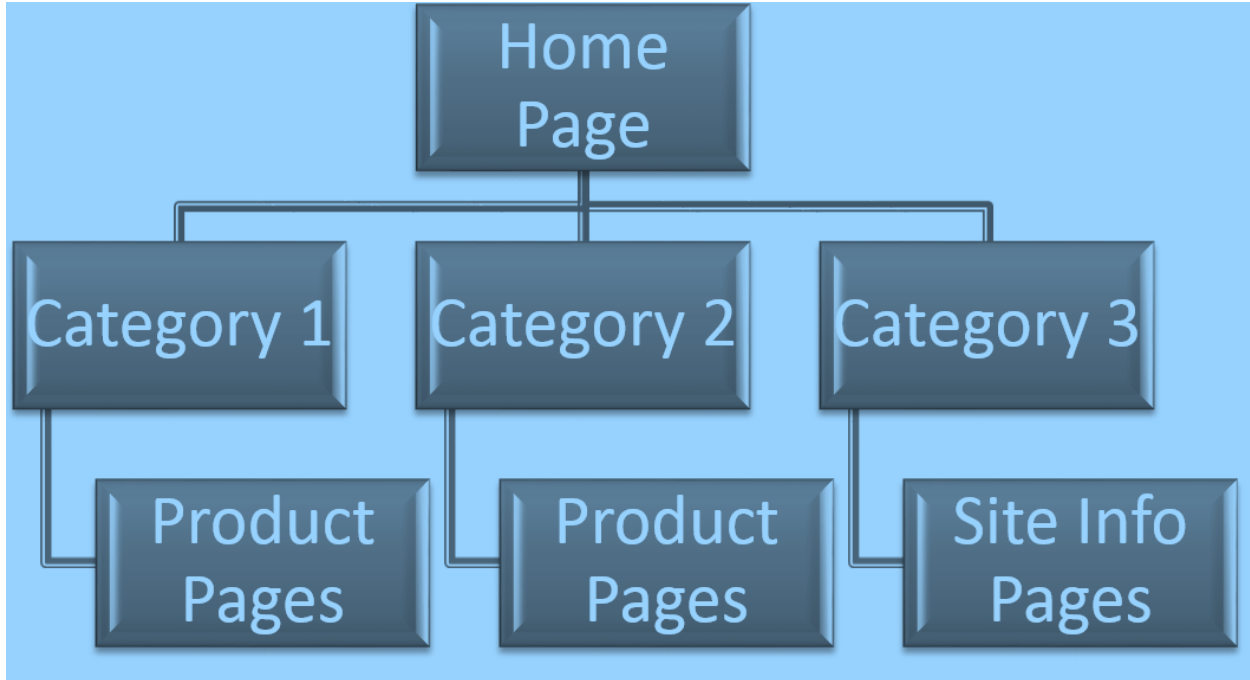 Home
Page
Category 1
Category 2
Category 3
Product
Pages
Product
Pages
Site Info
Pages